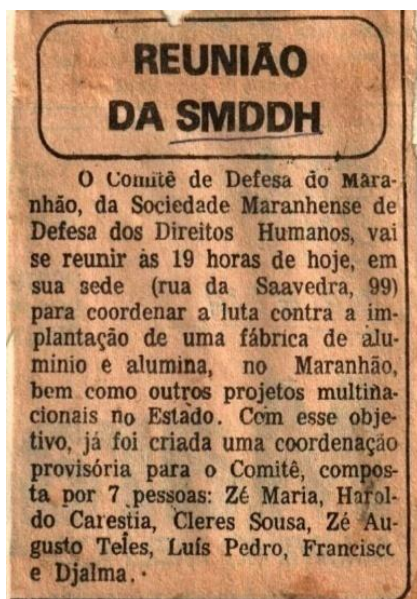 REUNIÃO
DA SMDDH
O Comitê de Defesa do Mara-
nhão, da Sociedade Maranhense de
Defesa dos Direitos Humanos, vai
se reunir às 19 horas de hoje, em
sua sede (rua da Saavedra, 99)
para coordenar a luta contra a im-
plantação de uma fábrica de alu-
minio e alumina, no Maranhão,
bem como outros projetos multina-
cionais no Estado. Com esse obje-
tivo, já foi criada uma coordenação
provisória para o Comitê, compos-
ta por 7 pessoas: Zé Maria, Harol-
do Carestia, Cleres Sousa, Zé Au-
gusto Teles, Luís Pedro, Francisco
e Djalma.